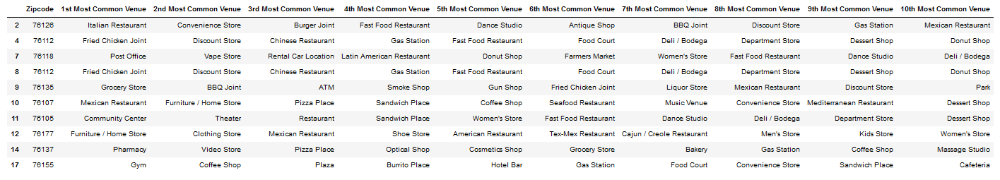 Zipcode 1st Most Common Venue 2nd Most Common Venue 3rd Most Common Venue 4th Most Common Venue 5th Most Common Venue 6th Most Common Venue 7th Most Common Venue 8th Most Common Venue 9th Most Common Venue 10th Most Common Venue
2 76126 Italian Restaurant Convenience Store Burger Joint Fast Food Restaurant Dance Studio Antique Shop BBQ Joint Discount Store Gas Station Mexican Restaurant
4 76112 Fried Chicken Joint Discount Store Chinese Restaurant Gas Station Fast Food Restaurant Food Court Deli / Bodega Department Store Dessert Shop Donut Shop
7 76118 Post Office Vape Store Rental Car Location Latin American Restaurant Donut Shop Farmers Market Women's Store Fast Food Restaurant Dance Studio Deli / Bodega
8 76112 Fried Chicken Joint Discount Store Chinese Restaurant Gas Station Fast Food Restaurant Food Court Deli / Bodega Department Store Dessert Shop Donut Shop
9 76135 Grocery Store BBQ Joint ATM Smoke Shop Gun Shop Fried Chicken Joint Liquor Store Mexican Restaurant Discount Store Park
10 76107 Mexican Restaurant Furniture / Home Store Pizza Place Sandwich Place Coffee Shop Seafood Restaurant Music Venue Convenience Store Mediterranean Restaurant Dessert Shop
11 76105 Community Center Theater Restaurant Sandwich Place Women's Store Fast Food Restaurant Dance Studio Deli / Bodega Department Store Dessert Shop
12 76177 Furniture / Home Store Clothing Store Mexican Restaurant Shoe Store American Restaurant Tex-Mex Restaurant Cajun / Creole Restaurant Men's Store Kids Store Women's Store
14 76137 Pharmacy Video Store Pizza Place Optical Shop Cosmetics Shop Grocery Store Bakery Gas Station Coffee Shop Massage Studio
17 76155 Gym Coffee Shop Plaza Burrito Place Hotel Bar Gas Station Food Court Convenience Store Sandwich Place Cafeteria